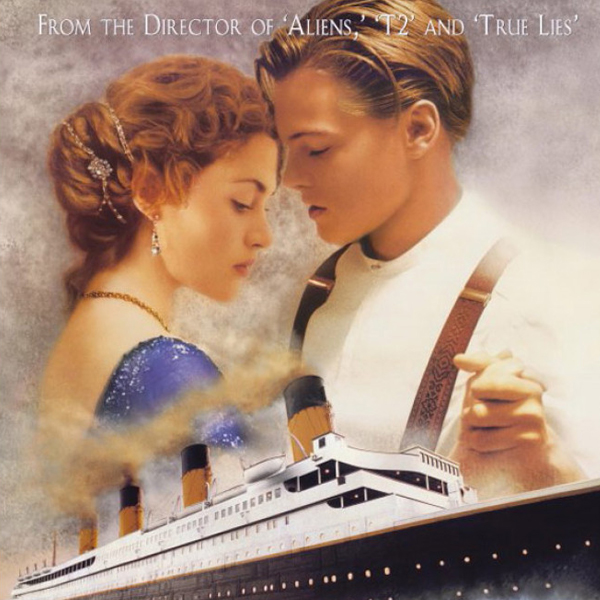 FROM THE DIRECTOR OF ‘ALIENS,’ ‘T2’ AND ‘TRUE LIES’